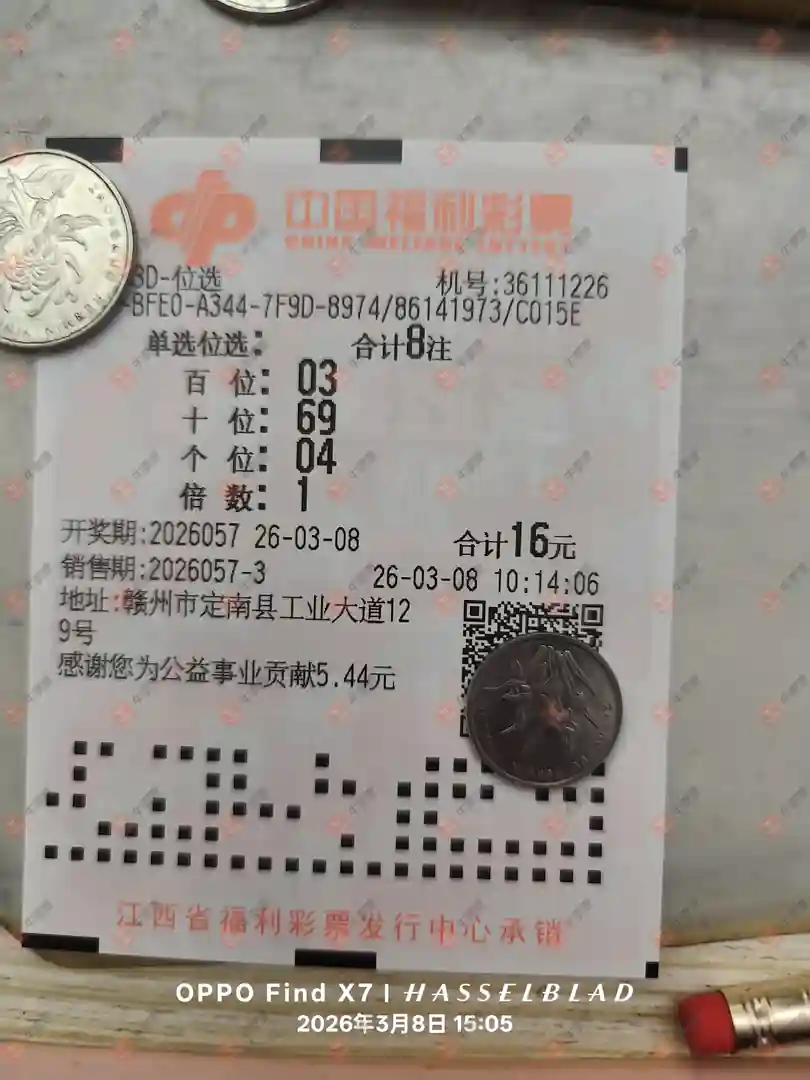 中国福利彩票
CHINA WELFARE LOTTERY
3D-位选 机号:36111226
-BFE0-A344-7F9D-8974/86141973/C015E
单选位选: 合计8注
百 位: 03
十 位: 69
个 位: 04
倍 数: 1
开奖期:2026057 26-03-08 合计16元
销售期:2026057-3 26-03-08 10:14:06
地址:赣州市定南县工业大道12
9号
感谢您为公益事业贡献5.44元
江西省福利彩票发行中心承销
OPPO Find X7 | HASSELBLAD
2026年3月8日 15:05